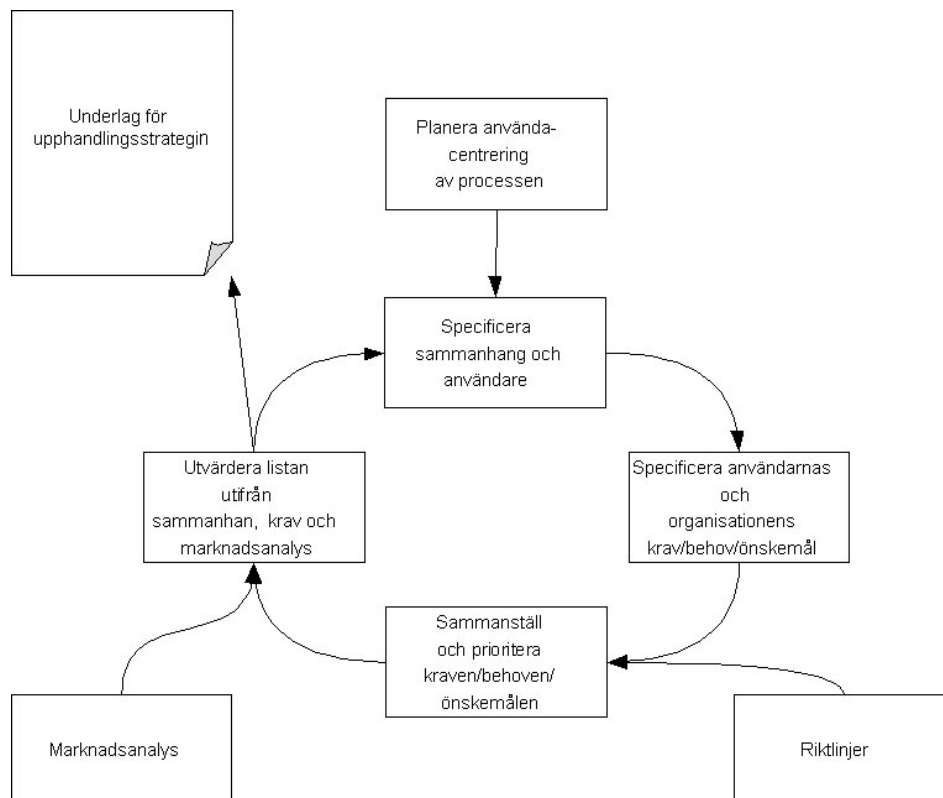 Underlag för
upphandlingsstrategin
Planera använda-
centrering
av processen
Specificera
sammanhang och
användare
Utvärdera listan
utifrån
sammanhan, krav och
marknadsanalys
Specificera användarnas
och
organisationens
krav/behov/önskemål
Sammanställ
och prioritera
kraven/behoven/
önskemålen
Marknadsanalys
Riktlinjer